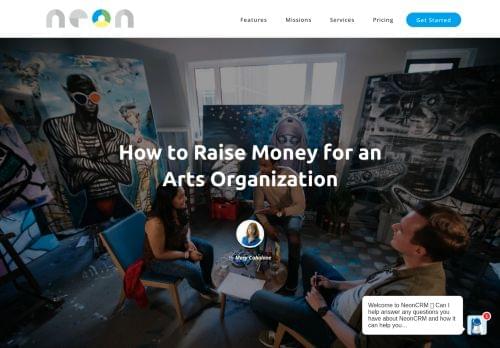 neon
Features
Missions
Services
Pricing
Get Started
How to Raise Money for an
Arts Organization
By Mary Cabalone
Welcome to NeonCRM ▯ Can I
help answer any questions you
have about NeonCRM and how it
can help you...
1